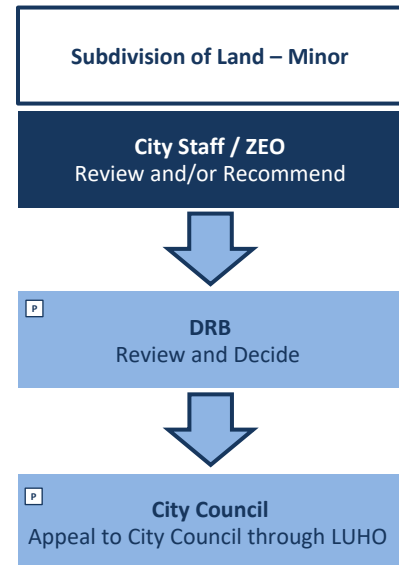 Subdivision of Land – Minor
City Staff / ZEO
Review and/or Recommend
P
DRB
Review and Decide
P
City Council
Appeal to City Council through LUHO